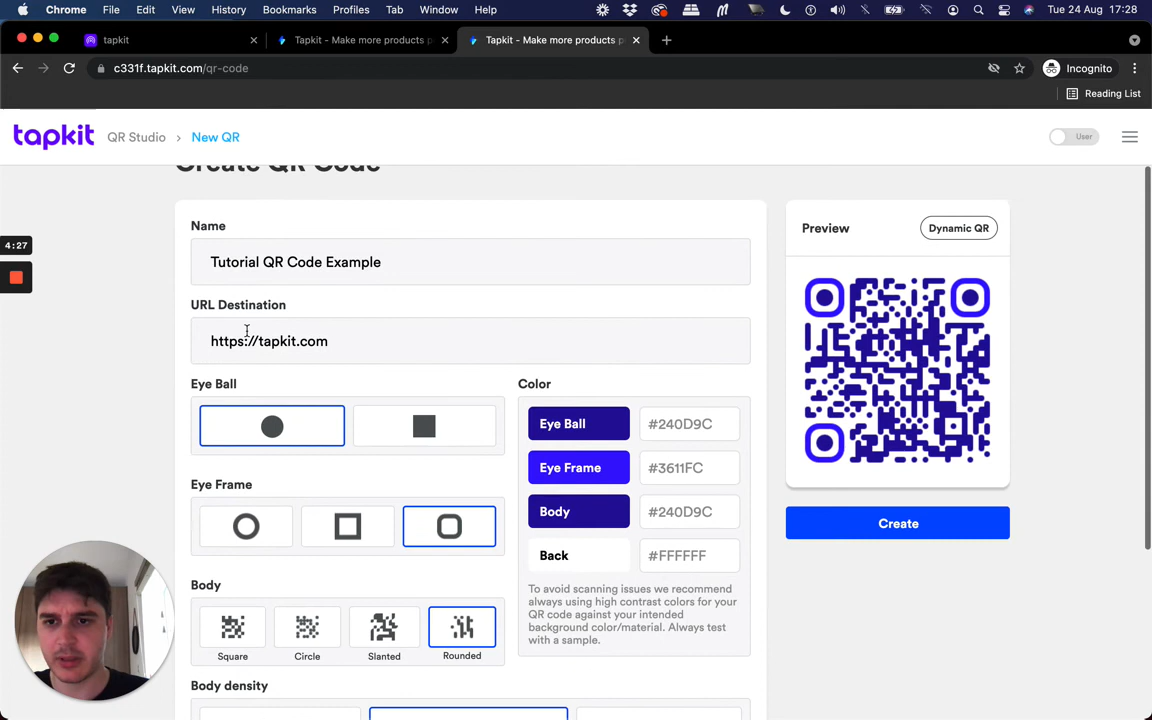 Chrome File Edit View History Bookmarks Profiles Tab Window Help Tue 24 Aug 17:28
tapkit Tapkit - Make more products p Tapkit - Make more products p
c331f.tapkit.com/qr-code Incognito
Reading List
tapkit QR Studio › New QR User
Create QR Code
Name Preview Dynamic QR
Tutorial QR Code Example
4:27
URL Destination
https://tapkit.com
Eye Ball Color
Eye Ball #240D9C
Eye Frame #3611FC
Eye Frame
Body #240D9C
Create
Back #FFFFFF
Body
To avoid scanning issues we recommend
always using high contrast colors for your
QR code against your intended
background color/material. Always test
with a sample.
Square Circle Slanted Rounded
Body density